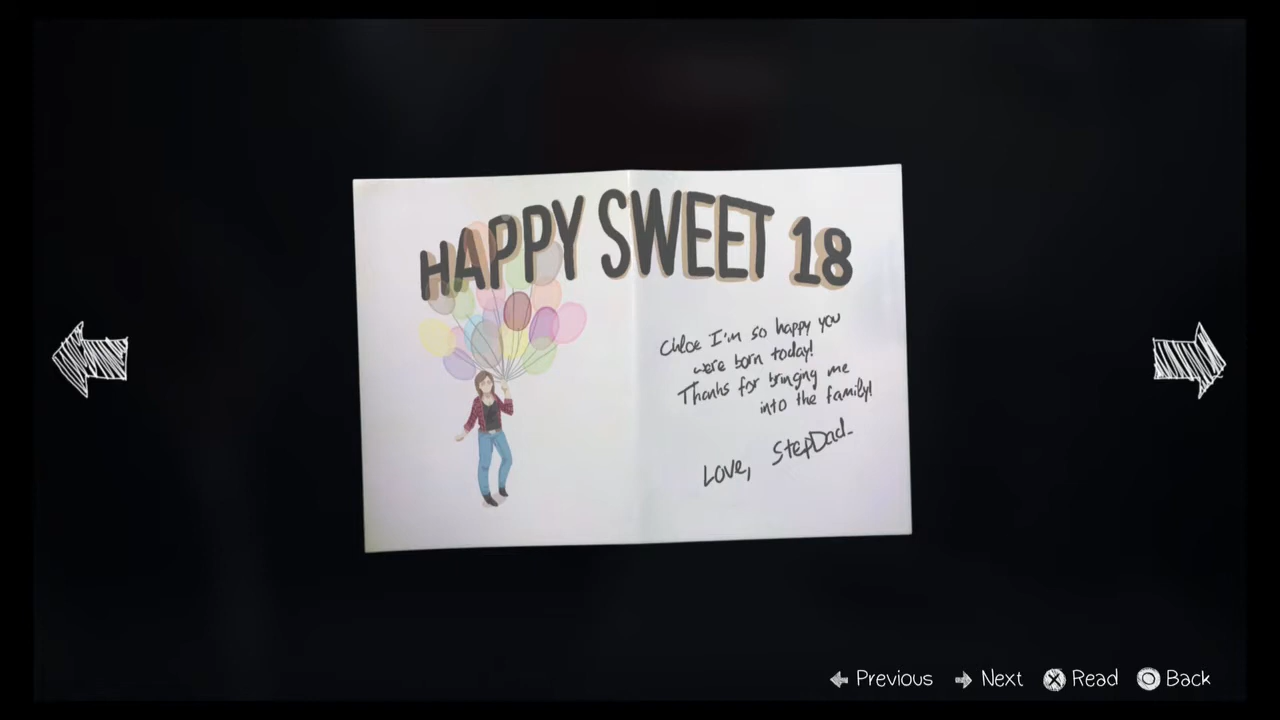 HAPPY SWEET 18
Chloe I'm so happy you
were born today!
Thanks for bringing me
into the family!
Love, StepDad-
Previous Next Read Back